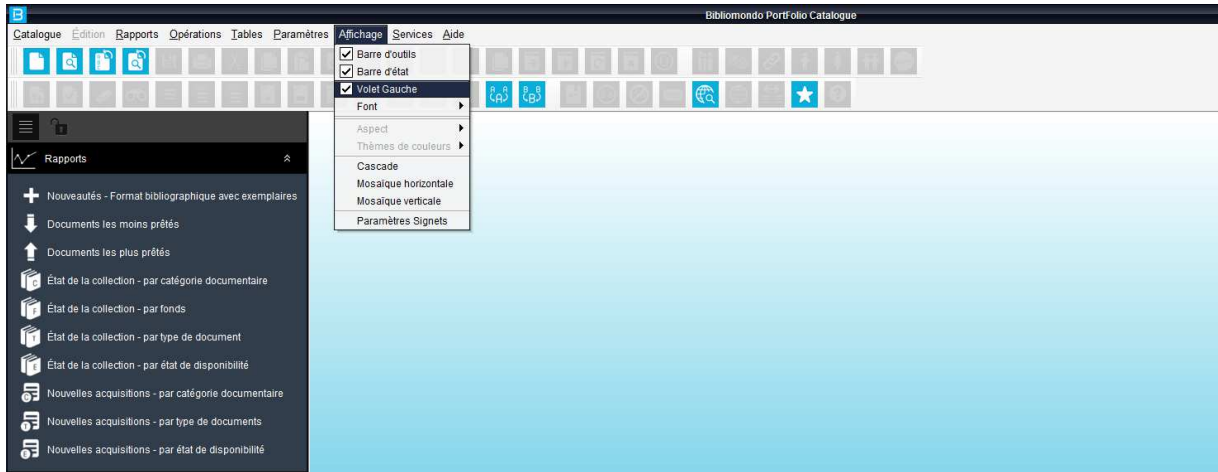 Bibliomondo PortFolio Catalogue
Catalogue Édition Rapports Opérations Tables Paramètres Affichage Services Aide
Barre d'outils
Barre d'état
Volet Gauche
Font
Aspect
Thèmes de couleurs
Cascade
Mosaïque horizontale
Mosaïque verticale
Paramètres Signets
Rapports
Nouveautés - Format bibliographique avec exemplaires
Documents les moins prêtés
Documents les plus prêtés
État de la collection - par catégorie documentaire
État de la collection - par fonds
État de la collection - par type de document
État de la collection - par état de disponibilité
Nouvelles acquisitions - par catégorie documentaire
Nouvelles acquisitions - par type de documents
Nouvelles acquisitions - par état de disponibilité